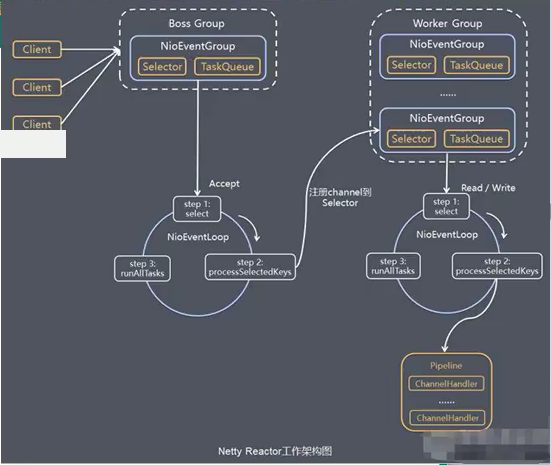 Client
Client
Client
Boss Group
NioEventGroup
Selector
TaskQueue
Accept
step 1:
select
NioEventLoop
step 2:
processSelectedKeys
step 3:
runAllTasks
注册channel到
Selector
Worker Group
NioEventGroup
Selector
TaskQueue
......
NioEventGroup
Selector
TaskQueue
Read / Write
step 1:
select
NioEventLoop
step 2:
processSelectedKeys
step 3:
runAllTasks
Pipeline
ChannelHandler
......
ChannelHandler
Netty Reactor工作架构图